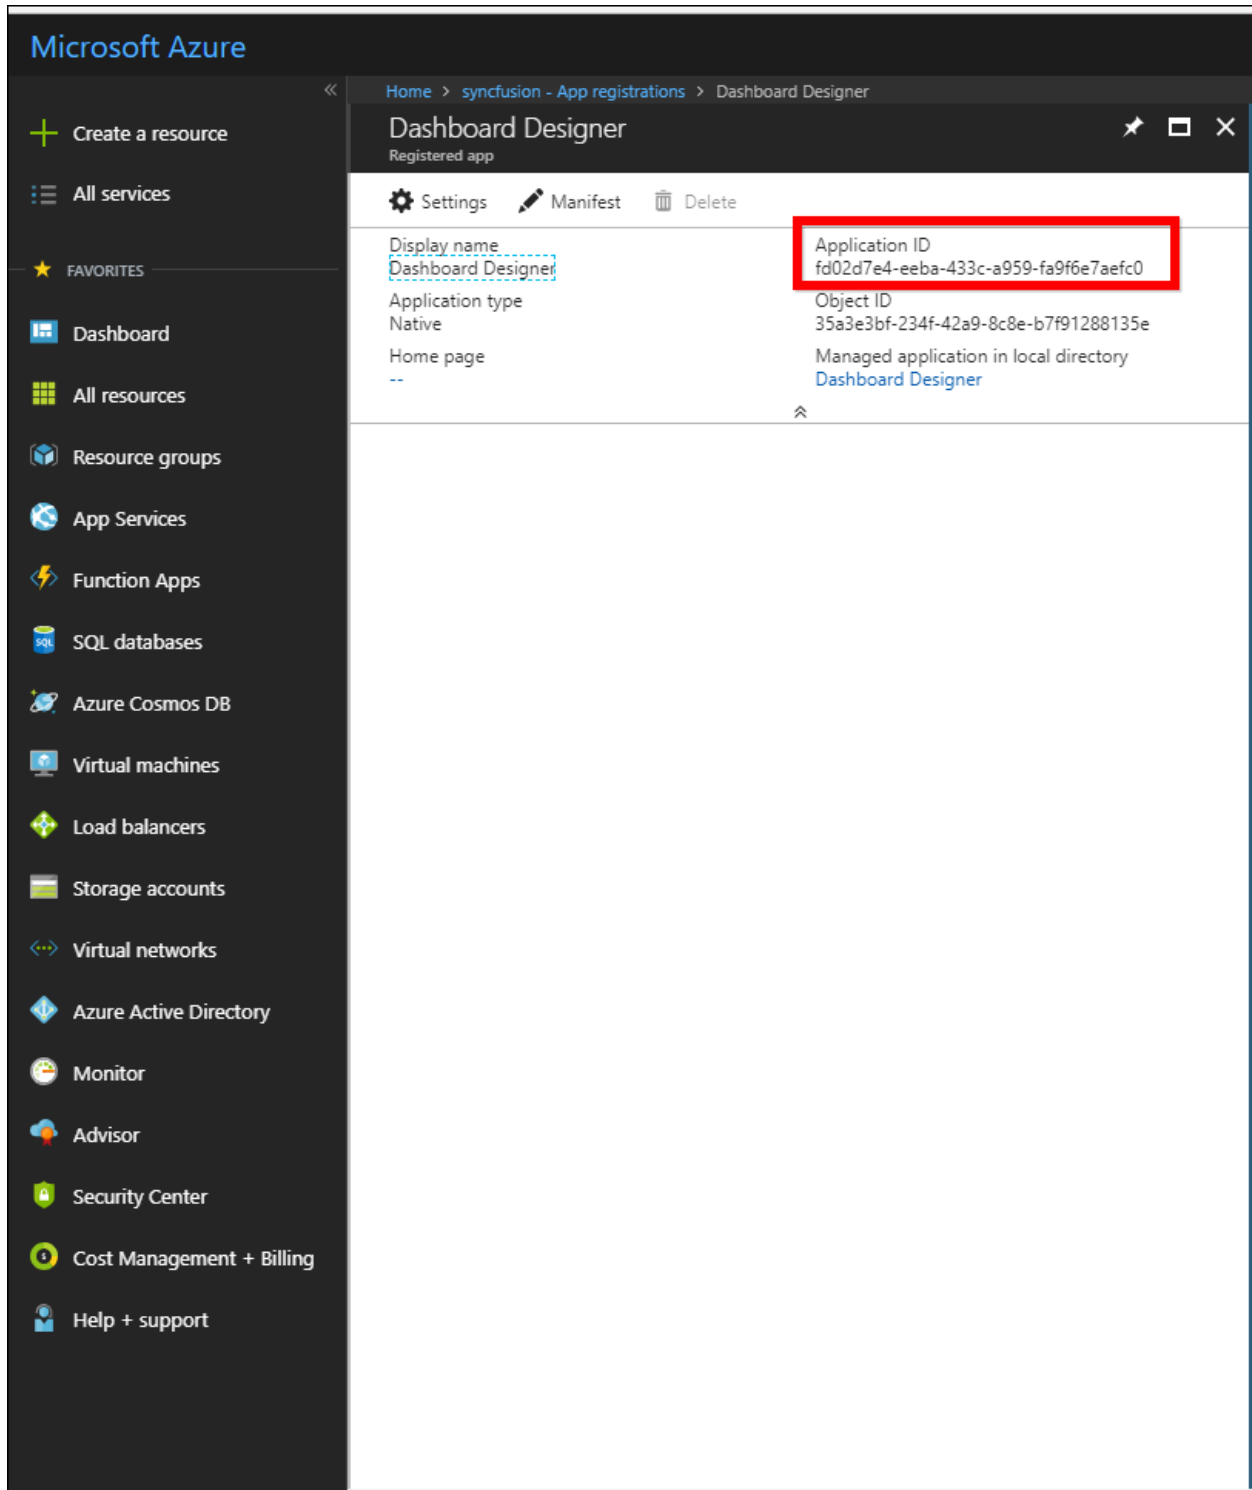 Microsoft Azure
«
Create a resource
All services
FAVORITES
Dashboard
All resources
Resource groups
App Services
Function Apps
SQL
SQL databases
Azure Cosmos DB
Virtual machines
Load balancers
Storage accounts
Virtual networks
Azure Active Directory
Monitor
Advisor
Security Center
Cost Management + Billing
Help + support
Home > syncfusion - App registrations > Dashboard Designer
Dashboard Designer
Registered app
Settings Manifest Delete
Display name
Dashboard Designer
Application type
Native
Home page
--
Application ID
fd02d7e4-eeba-433c-a959-fa9f6e7aefc0
Object ID
35a3e3bf-234f-42a9-8c8e-b7f91288135e
Managed application in local directory
Dashboard Designer